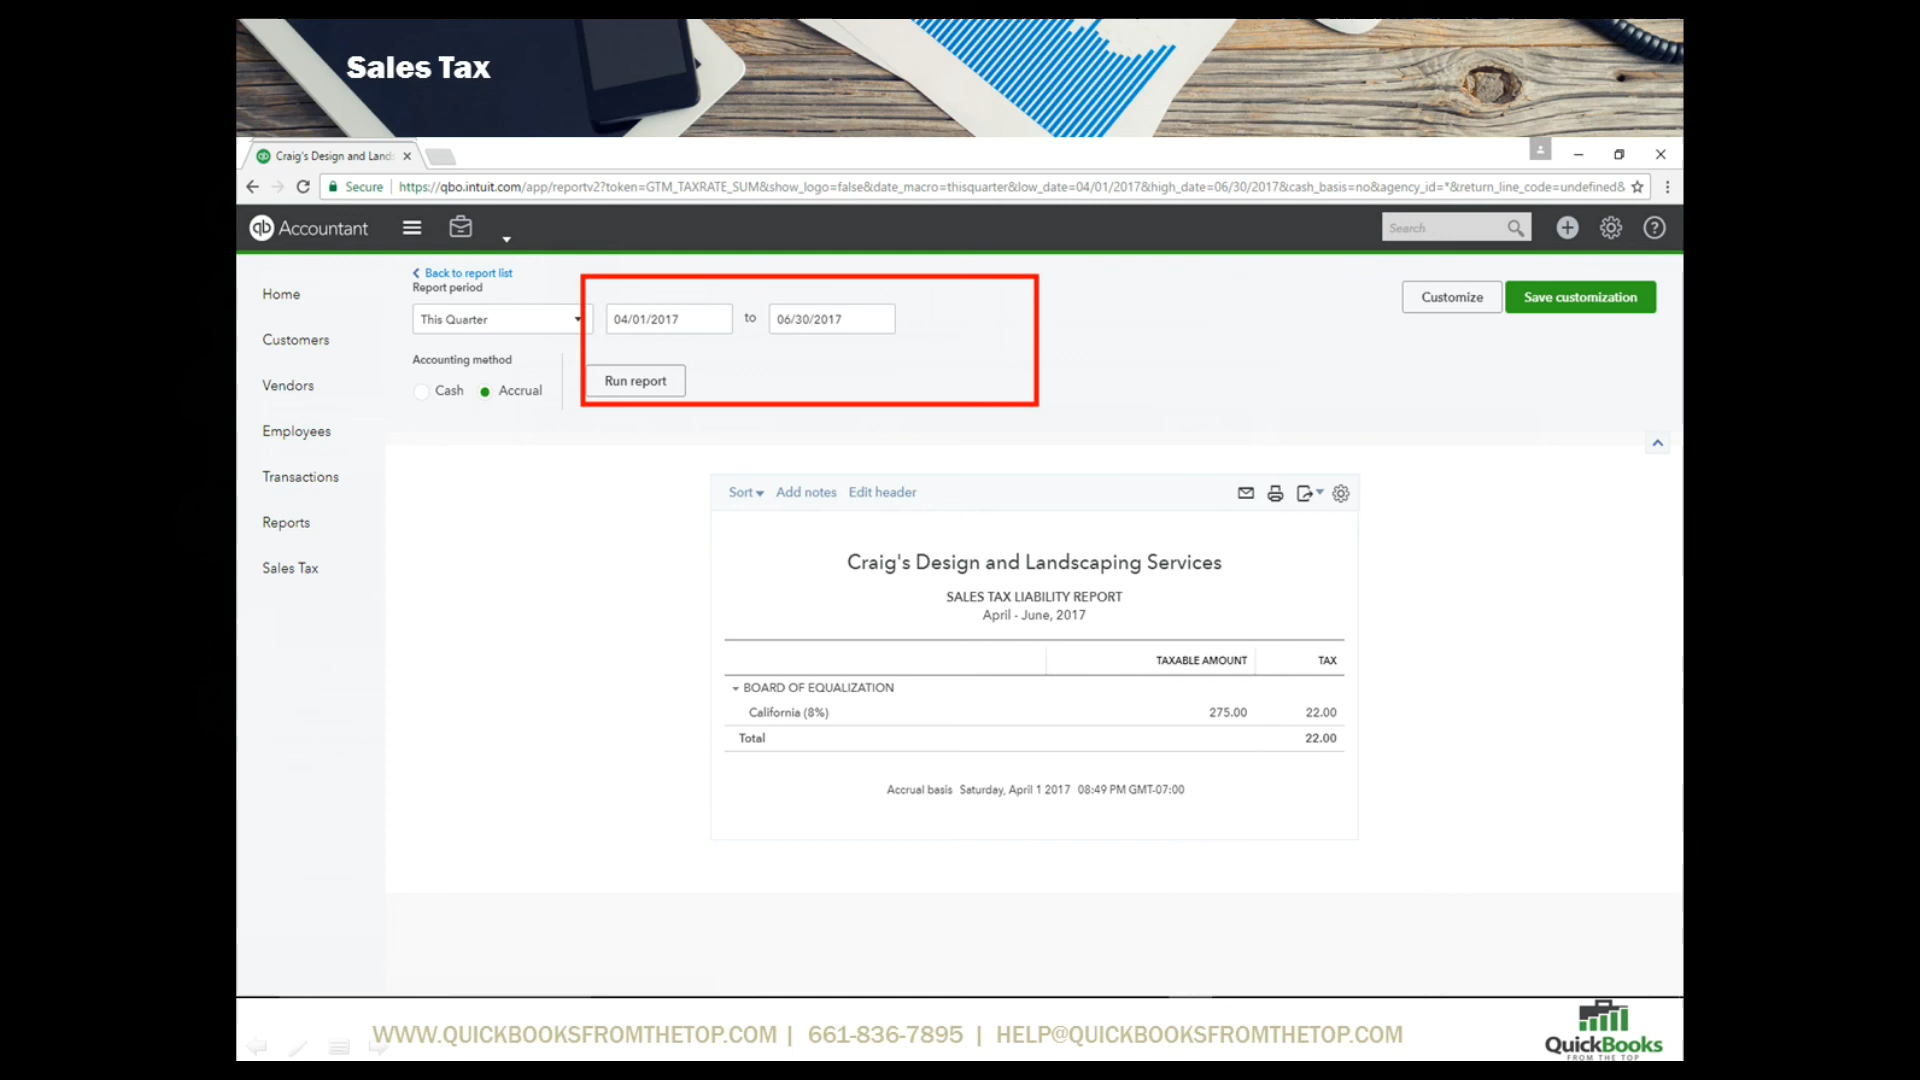 Sales Tax
Craig's Design and Land
Secure https://qbo.intuit.com/app/reportv2?token=GTM_TAXRATE_SUM&show_logo=false&date_macro=thisquarter&low_date=04/01/2017&high_date=06/30/2017&cash_basis=no&agency_id=*&return_line_code=undefined&
qb Accountant
Search
Back to report list
Report period
This Quarter 04/01/2017 to 06/30/2017
Customize Save customization
Accounting method
Cash Accrual Run report
Home
Customers
Vendors
Employees
Transactions
Reports
Sales Tax
Sort Add notes Edit header
Craig's Design and Landscaping Services
SALES TAX LIABILITY REPORT
April - June, 2017
TAXABLE AMOUNT TAX
BOARD OF EQUALIZATION
California (8%) 275.00 22.00
Total 22.00
Accrual basis Saturday, April 1 2017 08:49 PM GMT-07:00
WWW.QUICKBOOKSFROMTHETOP.COM | 661-836-7895 | HELP@QUICKBOOKSFROMTHETOP.COM
QuickBooks
FROM THE TOP